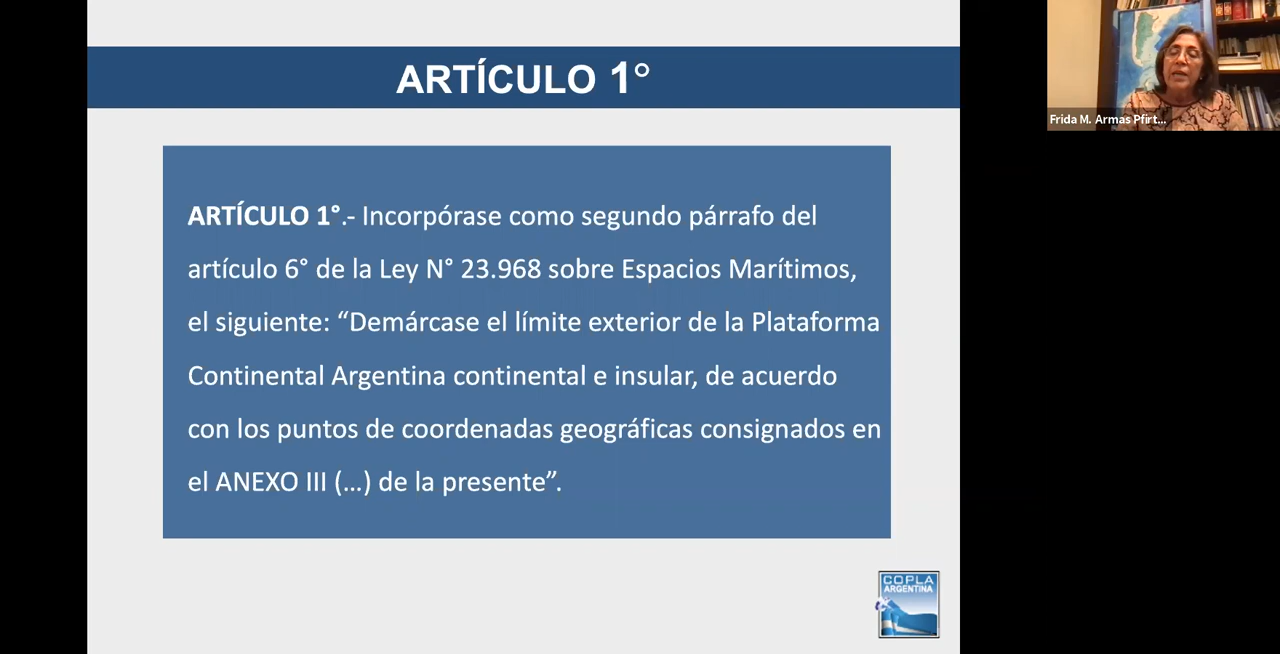 ARTÍCULO 1°
ARTÍCULO 1°.- Incorpórase como segundo párrafo del
artículo 6° de la Ley N° 23.968 sobre Espacios Marítimos,
el siguiente: “Demárcase el límite exterior de la Plataforma
Continental Argentina continental e insular, de acuerdo
con los puntos de coordenadas geográficas consignados en
el ANEXO III (...) de la presente”.
COPLA
ARGENTINA
Frida M. Armas Pfirt...